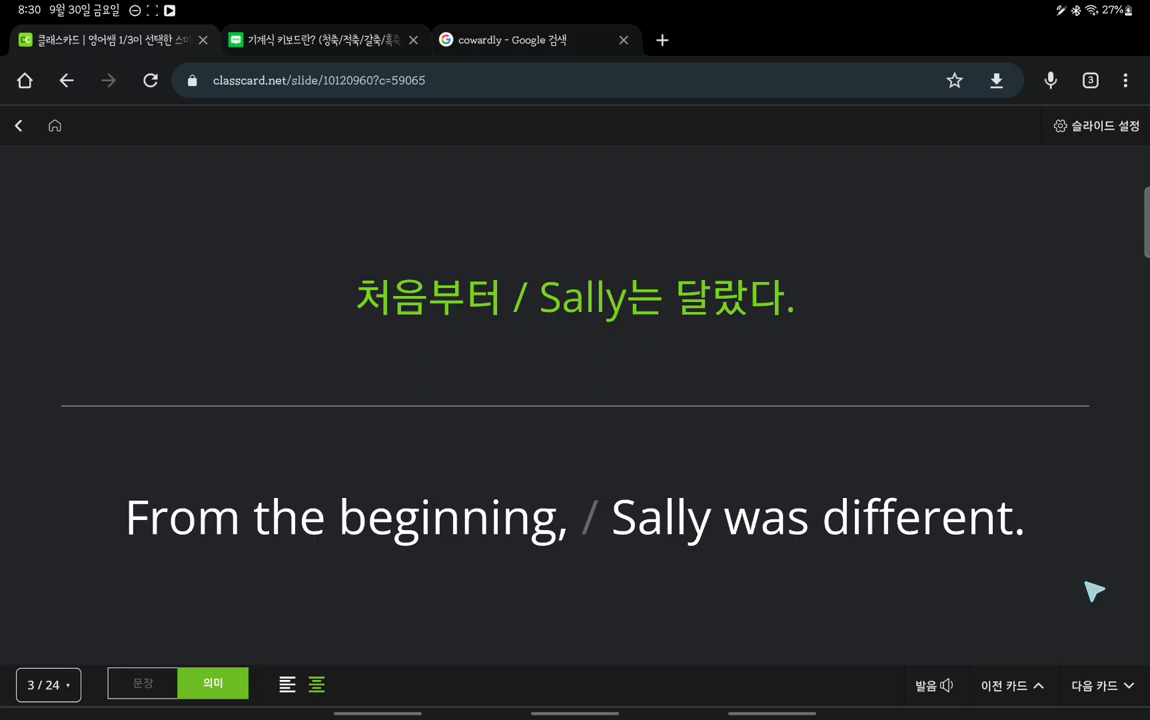 8:30 9월 30일 금요일 27%
클래스카드 | 영어쌤 1/3이 선택한 스마
기계식 키보드란? (청축/적축/갈축/흑축
cowardly - Google 검색
classcard.net/slide/10120960?c=59065
3
슬라이드 설정
처음부터 / Sally는 달랐다.
From the beginning, / Sally was different.
3 / 24
문장
의미
발음
이전 카드
다음 카드